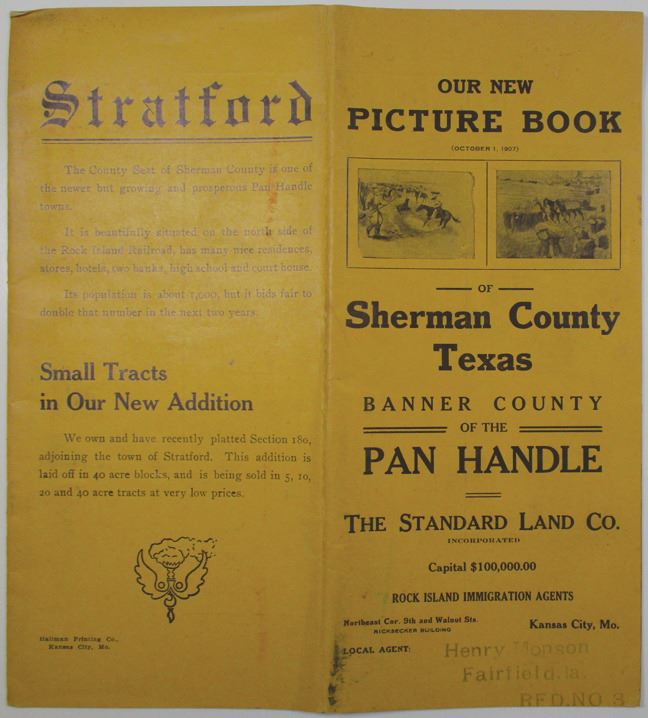 Stratford
The County Seat of Sherman County is one of
the newer but growing and prosperous Pan Handle
towns.
It is beautifully situated on the north side of
the Rock Island Railroad, has many nice residences,
stores, hotels, two banks, high school and court house.
Its population is about 1,000, but it bids fair to
double that number in the next two years.
Small Tracts
in Our New Addition
We own and have recently platted Section 180,
adjoining the town of Stratford. This addition is
laid off in 40 acre blocks, and is being sold in 5, 10,
20 and 40 acre tracts at very low prices.
Hallman Printing Co.,
Kansas City, Mo.
OUR NEW
PICTURE BOOK
(OCTOBER 1, 1907)
OF
Sherman County
Texas
BANNER COUNTY
OF THE
PAN HANDLE
THE STANDARD LAND CO.
INCORPORATED
Capital $100,000.00
ROCK ISLAND IMMIGRATION AGENTS
Northeast Cor. 9th and Walnut Sts.
RICKSECKER BUILDING
Kansas City, Mo.
LOCAL AGENT:
Henry Monson
Fairfield, Ia.
RFD. NO 3